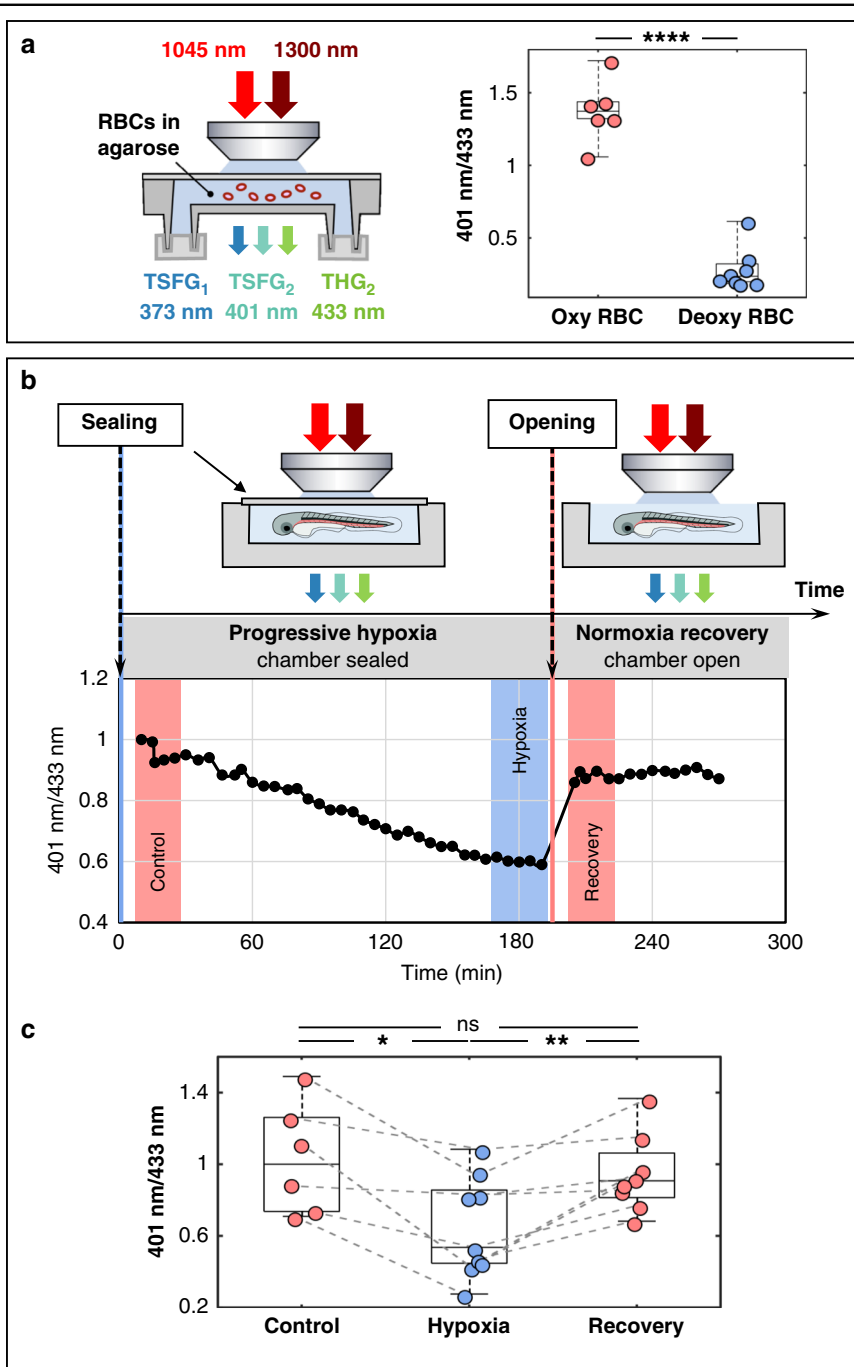 a
1045 nm 1300 nm
RBCs in
agarose
TSFG₁ TSFG₂ THG₂
373 nm 401 nm 433 nm
****
401 nm/433 nm
1.5
1
0.5
Oxy RBC Deoxy RBC
b
Sealing
Opening
Time
Progressive hypoxia
chamber sealed
Normoxia recovery
chamber open
401 nm/433 nm
1.2
1
0.8
0.6
0.4
Control
Hypoxia
Recovery
0 60 120 180 240 300
Time (min)
c
ns
* **
401 nm/433 nm
1.4
1
0.6
0.2
Control Hypoxia Recovery